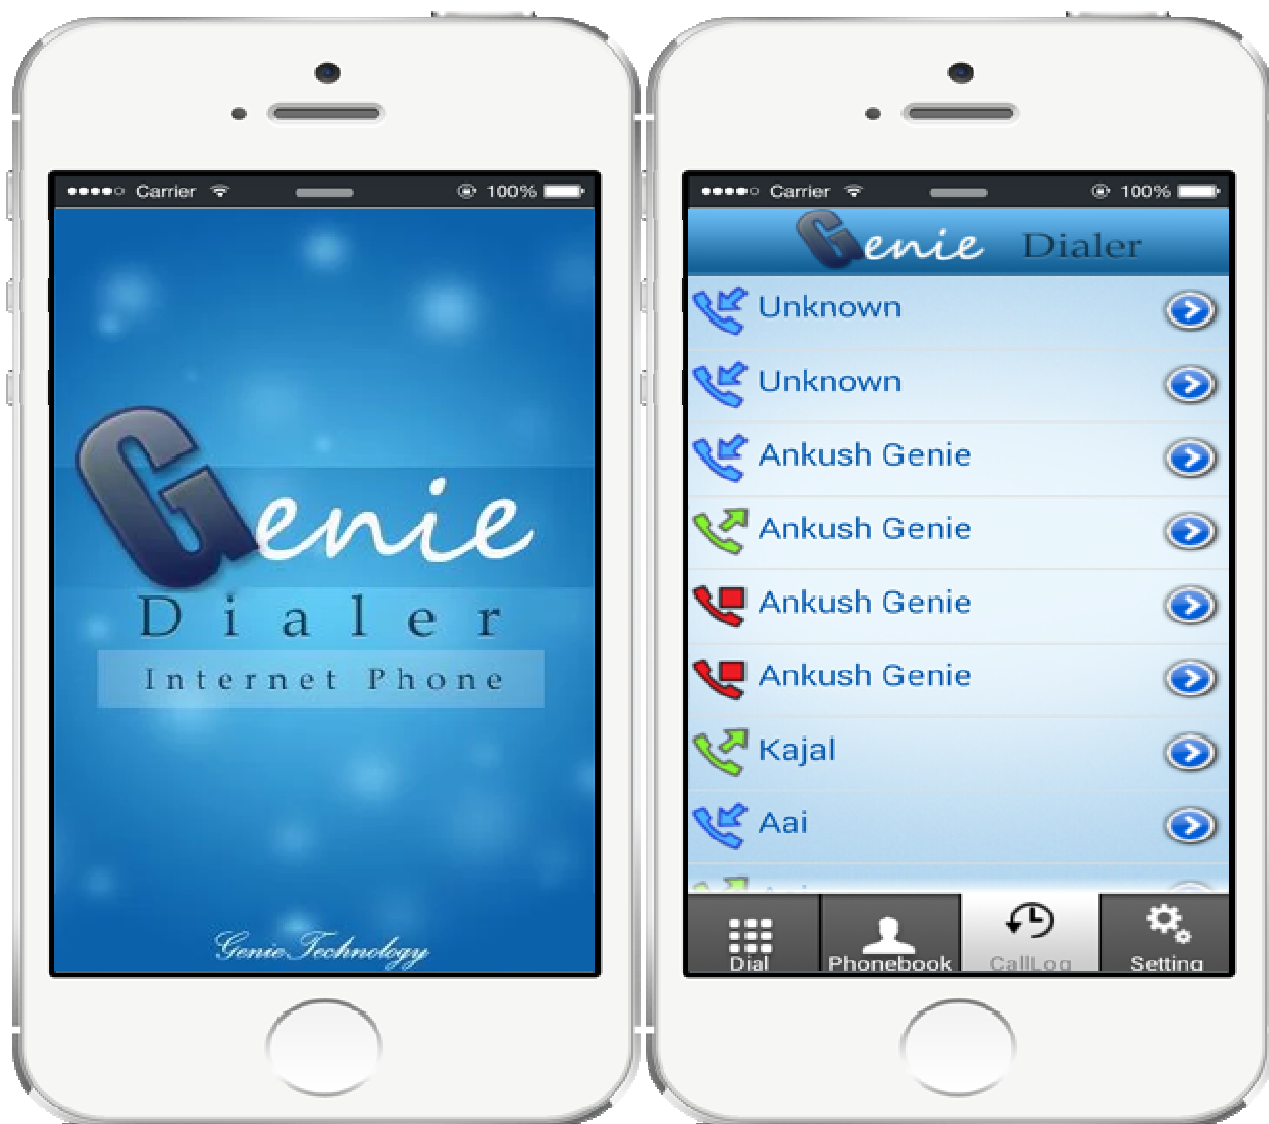 Carrier 100%
Genie
Dialer
Internet Phone
Genie Technology
Carrier 100%
Genie Dialer
Unknown
Unknown
Ankush Genie
Ankush Genie
Ankush Genie
Ankush Genie
Kajal
Aai
Dial Phonebook CallLog Setting